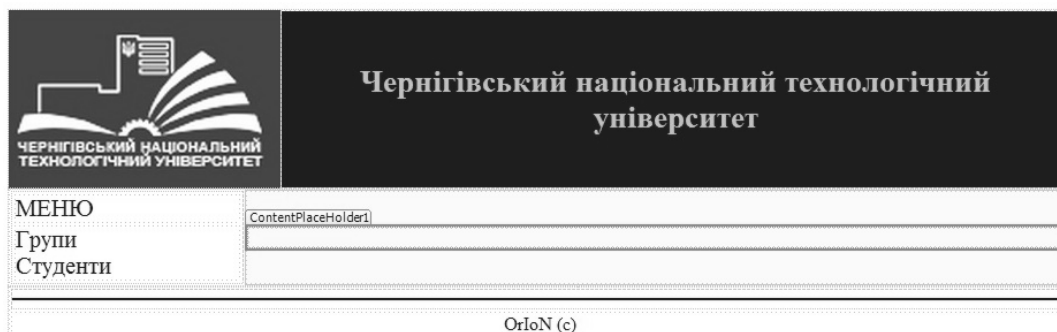 Чернігівський національний технологічний
університет
ЧЕРНІГІВСЬКИЙ НАЦІОНАЛЬНИЙ
ТЕХНОЛОГІЧНИЙ УНІВЕРСИТЕТ
МЕНЮ
ContentPlaceHolder1
Групи
Студенти
OrIoN (c)